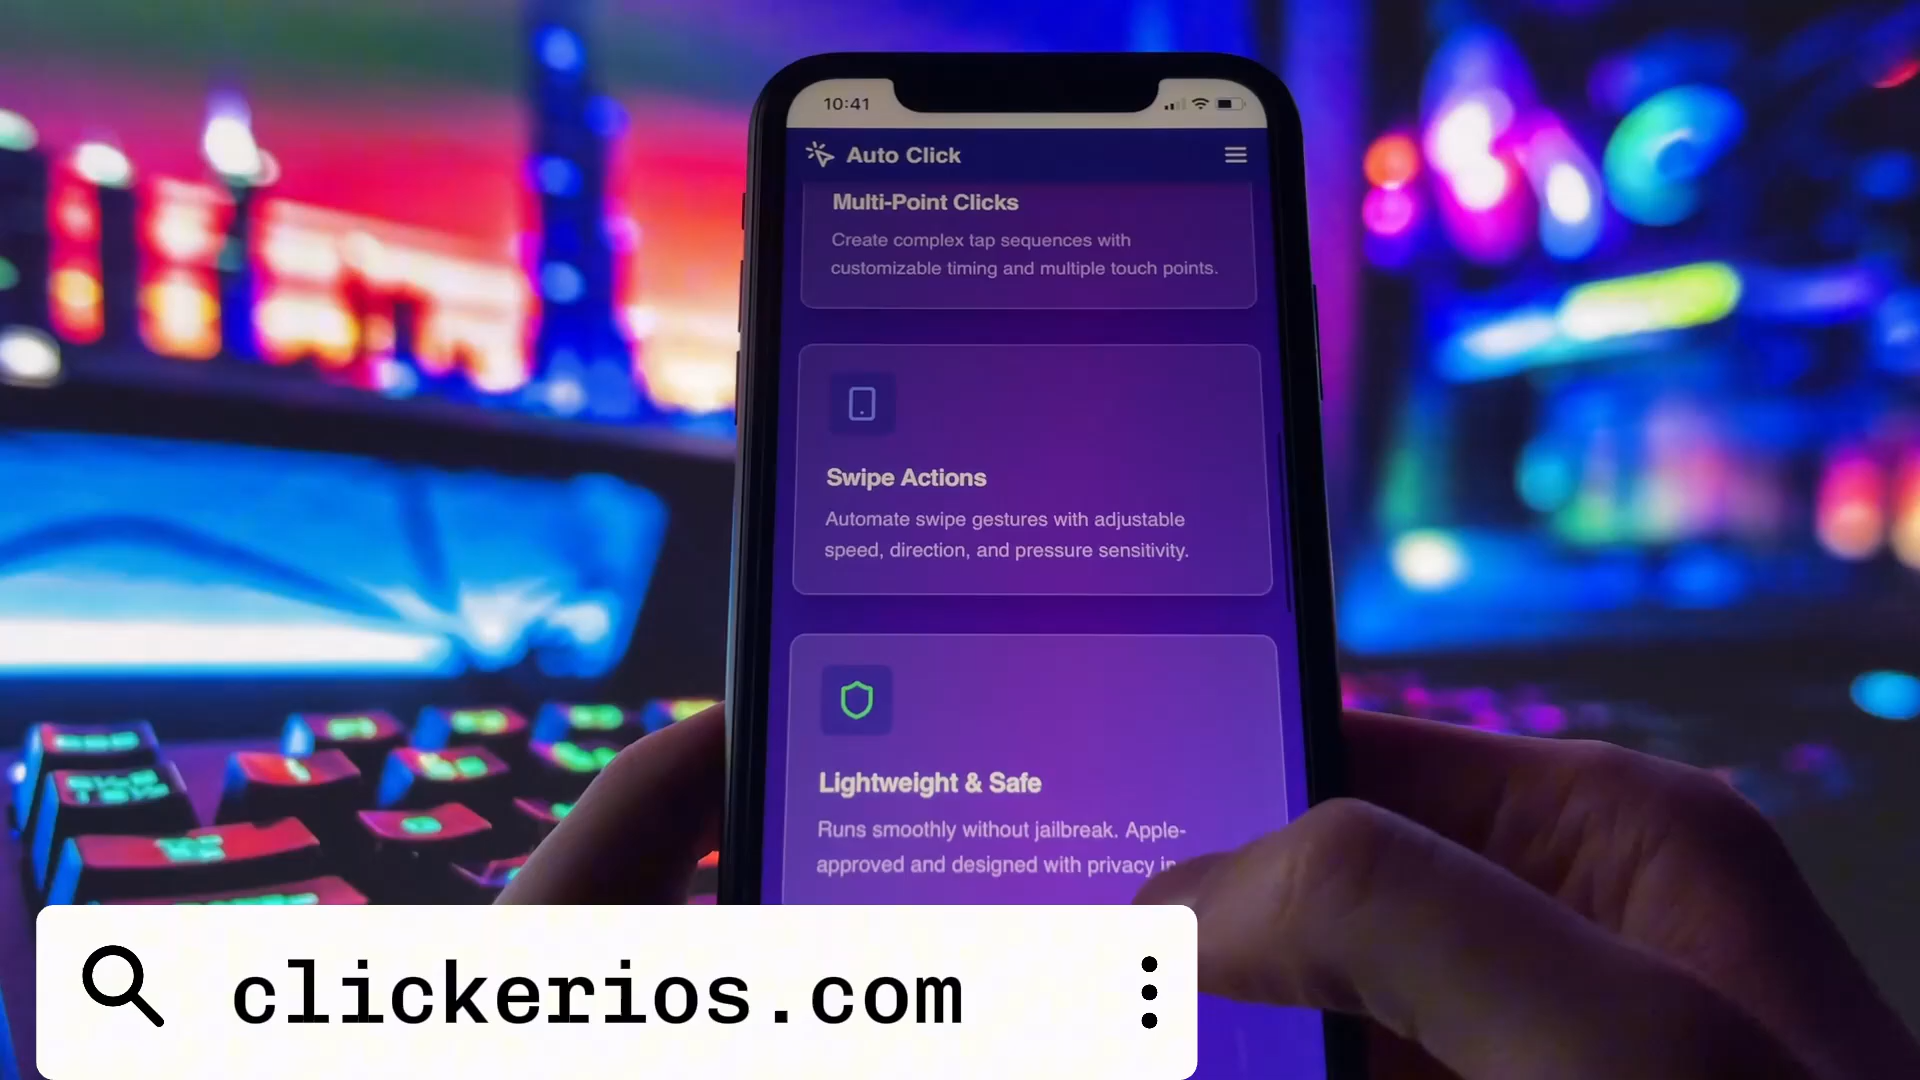 10:41
Auto Click
Multi-Point Clicks
Create complex tap sequences with
customizable timing and multiple touch points.
Swipe Actions
Automate swipe gestures with adjustable
speed, direction, and pressure sensitivity.
Lightweight & Safe
Runs smoothly without jailbreak. Apple-
approved and designed with privacy in
clickerios.com